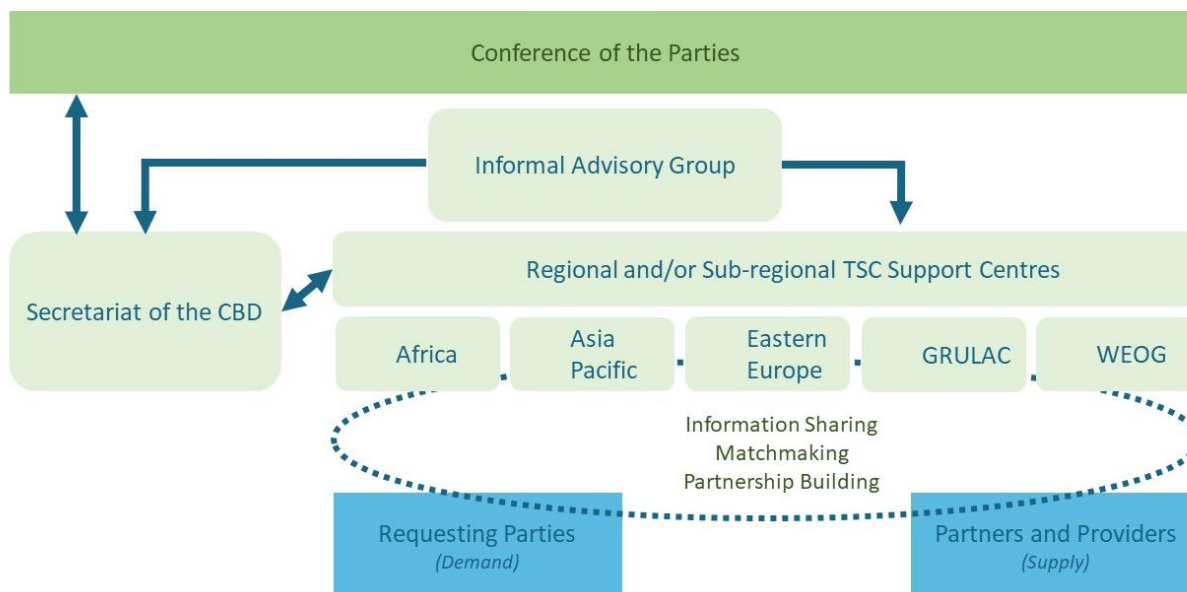 Conference of the Parties
Informal Advisory Group
Secretariat of the CBD
Regional and/or Sub-regional TSC Support Centres
Africa
Asia
Pacific
Eastern
Europe
GRULAC
WEOG
Information Sharing
Matchmaking
Partnership Building
Requesting Parties
(Demand)
Partners and Providers
(Supply)